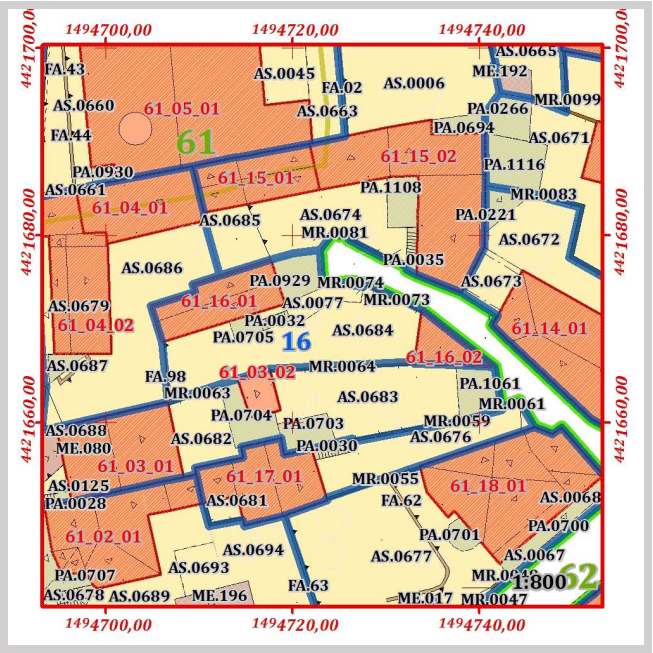 1494700,00 1494720,00 1494740,00
4421700,00 4421700,00
FA.43 AS.0045 FA.02 AS.0006 AS.0665
ME.192
AS.0660 61_05_01 AS.0663 PA.0266 MR.0099
FA.44 61 PA.0694 AS.0671
61_15_02
PA.0930 PA.1116
AS.0661 61_15_01 PA.1108 MR.0083
61_04_01 AS.0685 AS.0674 PA.0221
4421680,00 MR.0081 AS.0672 4421680,00
AS.0686 PA.0035
PA.0929 MR.0074 AS.0673
AS.0679 61_16_01 AS.0077 MR.0073
61_04_02 PA.0032 AS.0684 61_14_01
PA.0705 16
AS.0687 61_03_02 MR.0064 61_16_02
FA.98 PA.1061
MR.0063 AS.0683 MR.0061
4421660,00 PA.0704 PA.0703 MR.0059 4421660,00
AS.0688 AS.0682 AS.0676
ME.080 PA.0030
61_03_01 61_17_01 MR.0055 61_18_01
AS.0125
PA.0028 AS.0681 FA.62 AS.0068
61_02_01 PA.0701 PA.0700
AS.0694 AS.0677 AS.0067
PA.0707 AS.0693 FA.63 1:800 62
AS.0678 AS.0689 ME.196 ME.017 MR.0047
1494700,00 1494720,00 1494740,00